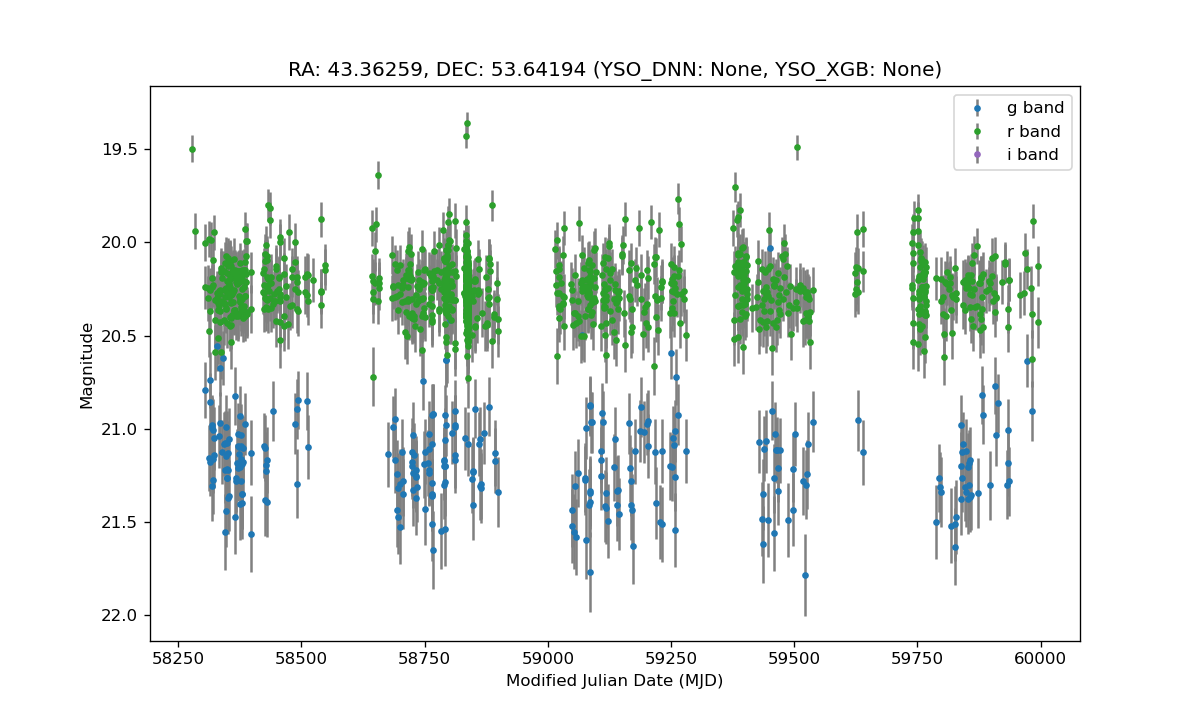 RA: 43.36259, DEC: 53.64194 (YSO_DNN: None, YSO_XGB: None)
g band
r band
i band
19.5
20.0
20.5
21.0
21.5
22.0
Magnitude
58250 58500 58750 59000 59250 59500 59750 60000
Modified Julian Date (MJD)